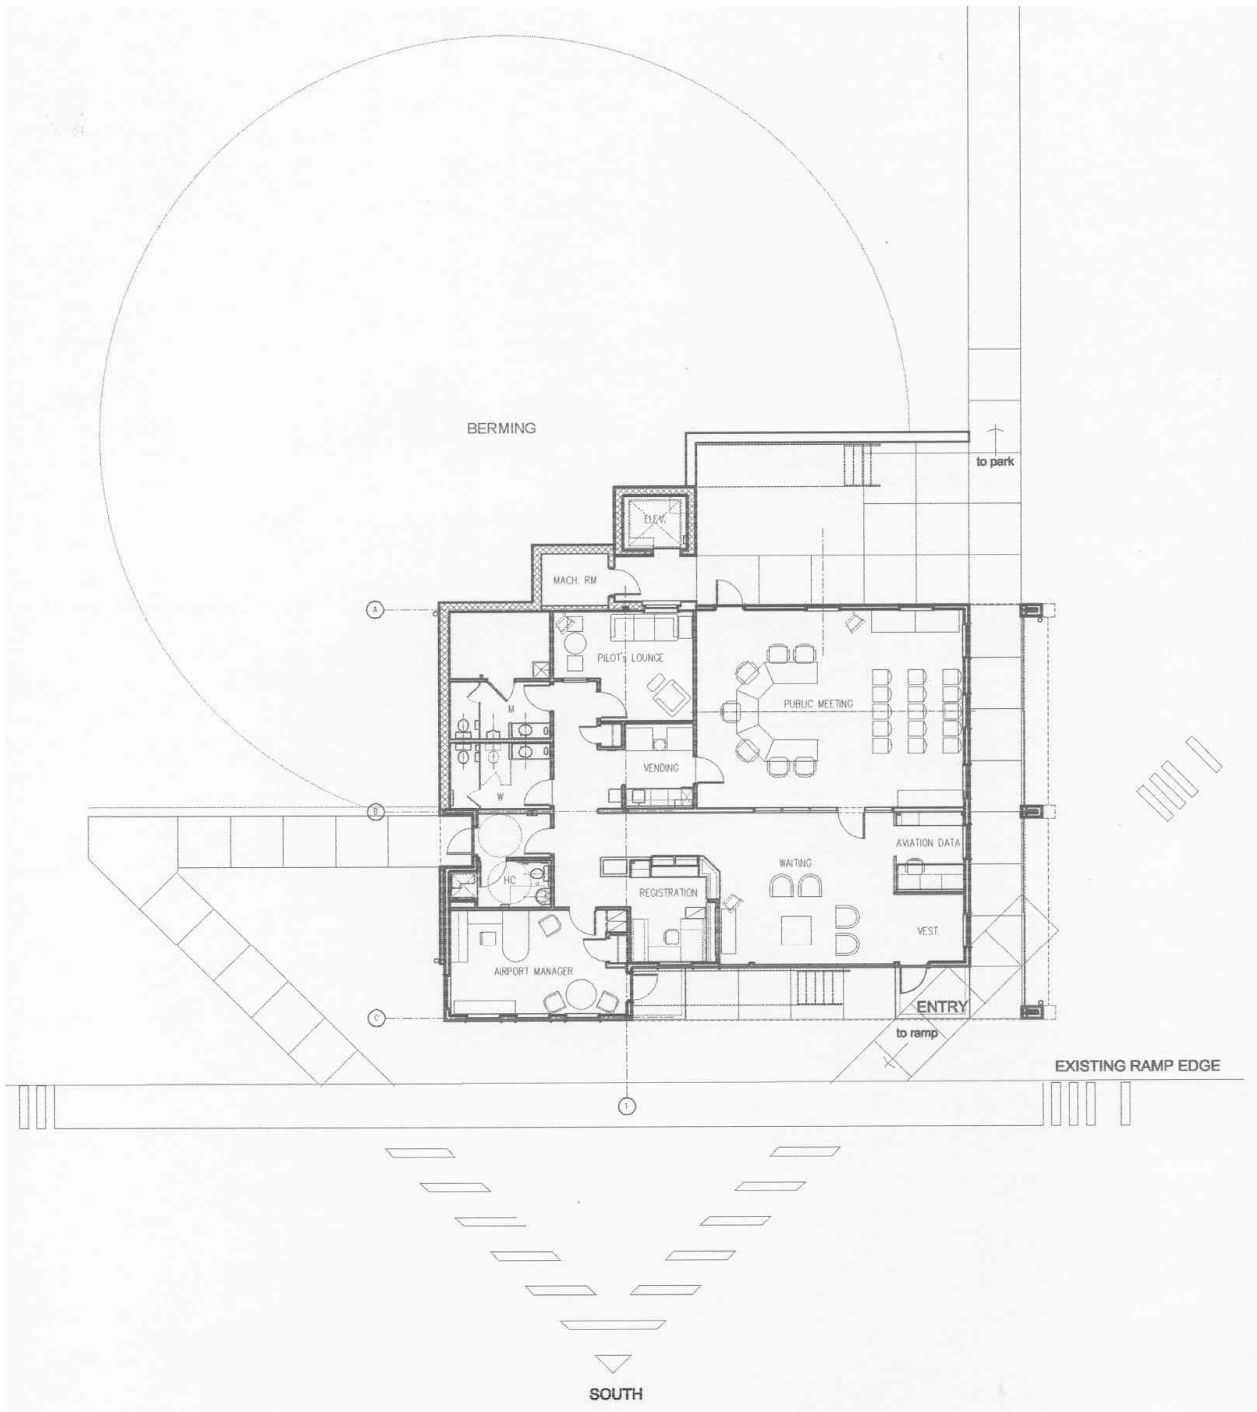 BERMING
to park
ELEV.
MACH. RM
A
PILOT's LOUNGE
M
PUBLIC MEETING
VENDING
W
B
AVIATION DATA
WAITING
HC
REGISTRATION
VEST.
AIRPORT MANAGER
ENTRY
C
to ramp
EXISTING RAMP EDGE
1
SOUTH